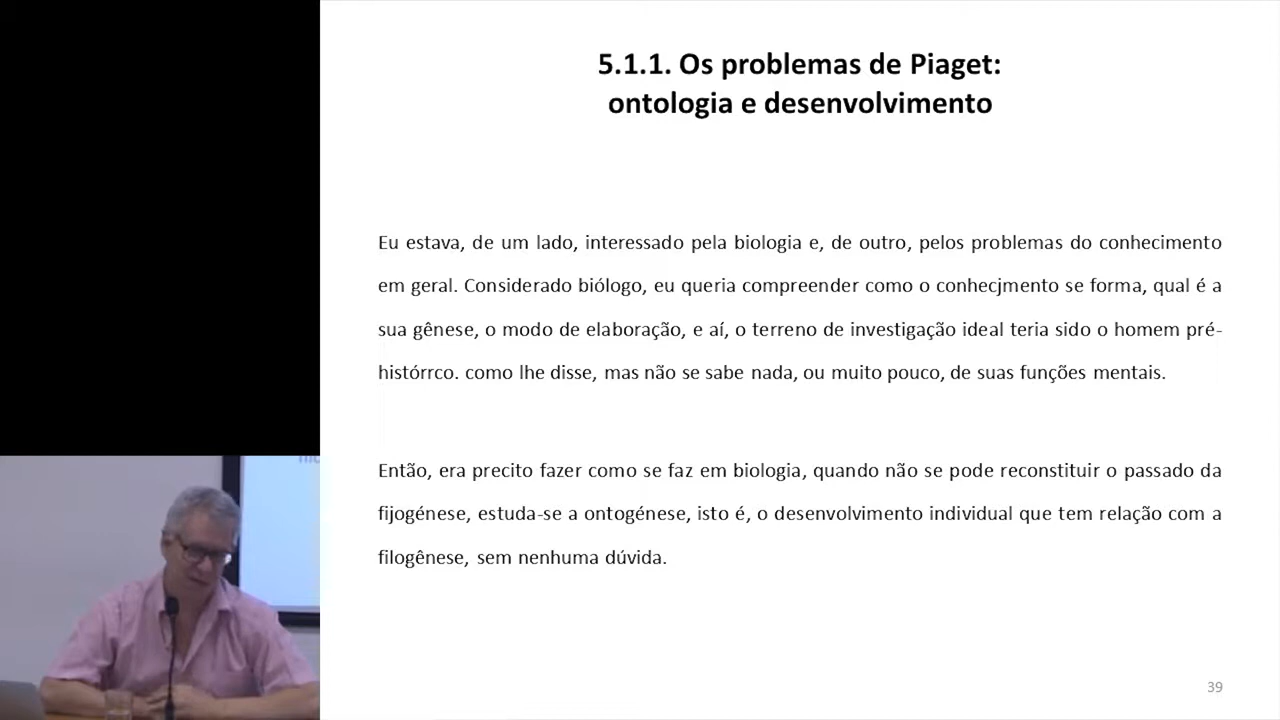 5.1.1. Os problemas de Piaget:
ontologia e desenvolvimento
Eu estava, de um lado, interessado pela biologia e, de outro, pelos problemas do conhecimento
em geral. Considerado biólogo, eu queria compreender como o conhecjmento se forma, qual é a
sua gênese, o modo de elaboração, e aí, o terreno de investigação ideal teria sido o homem pré-
histórrco. como lhe disse, mas não se sabe nada, ou muito pouco, de suas funções mentais.
Então, era precito fazer como se faz em biologia, quando não se pode reconstituir o passado da
fijogénese, estuda-se a ontogénese, isto é, o desenvolvimento individual que tem relação com a
filogênese, sem nenhuma dúvida.
39